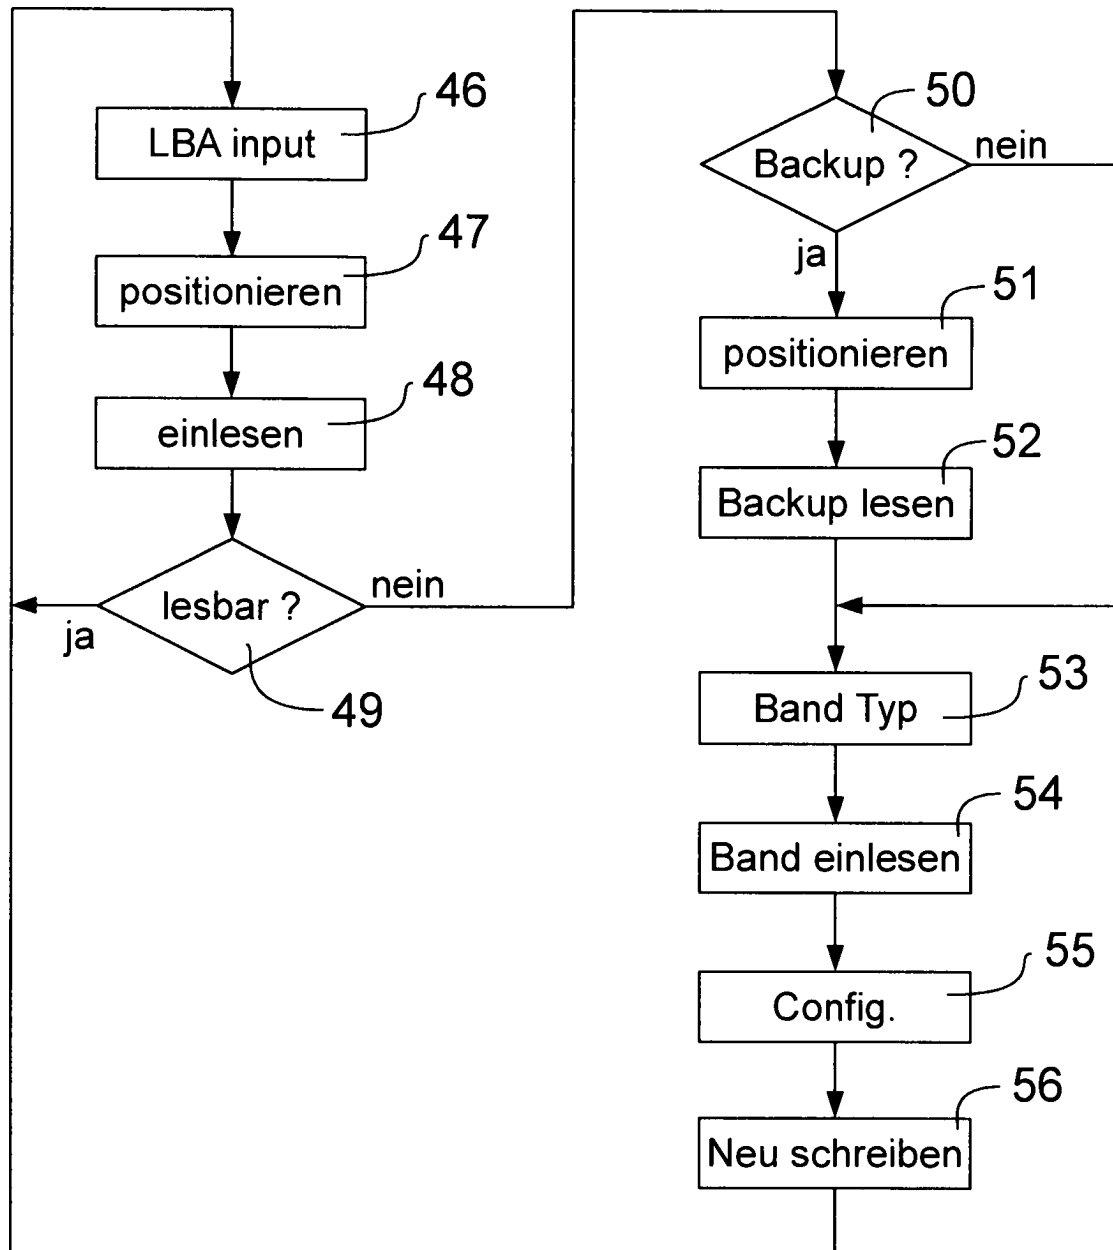 46
LBA input
47
positionieren
48
einlesen
lesbar ?
nein
ja
49
50
Backup ?
nein
ja
51
positionieren
52
Backup lesen
53
Band Typ
54
Band einlesen
55
Config.
56
Neu schreiben